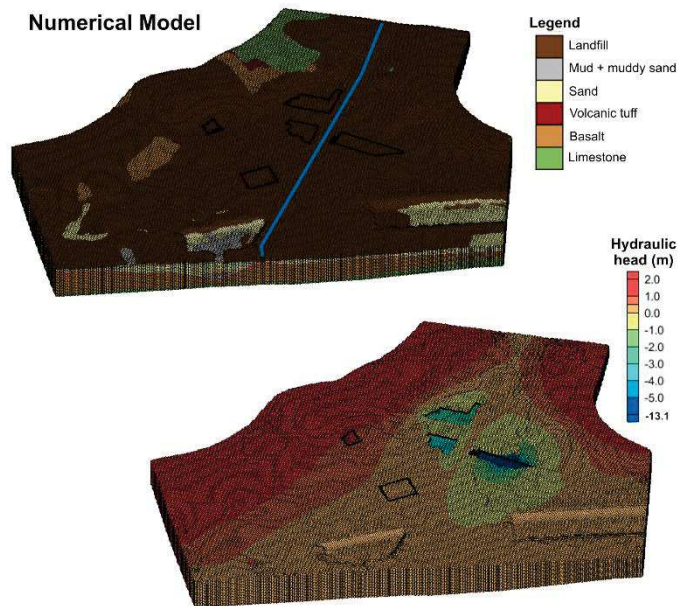 Numerical Model
Legend
Landfill
Mud + muddy sand
Sand
Volcanic tuff
Basalt
Limestone
Hydraulic
head (m)
2.0
1.0
0.0
-1.0
-2.0
-3.0
-4.0
-5.0
-13.1